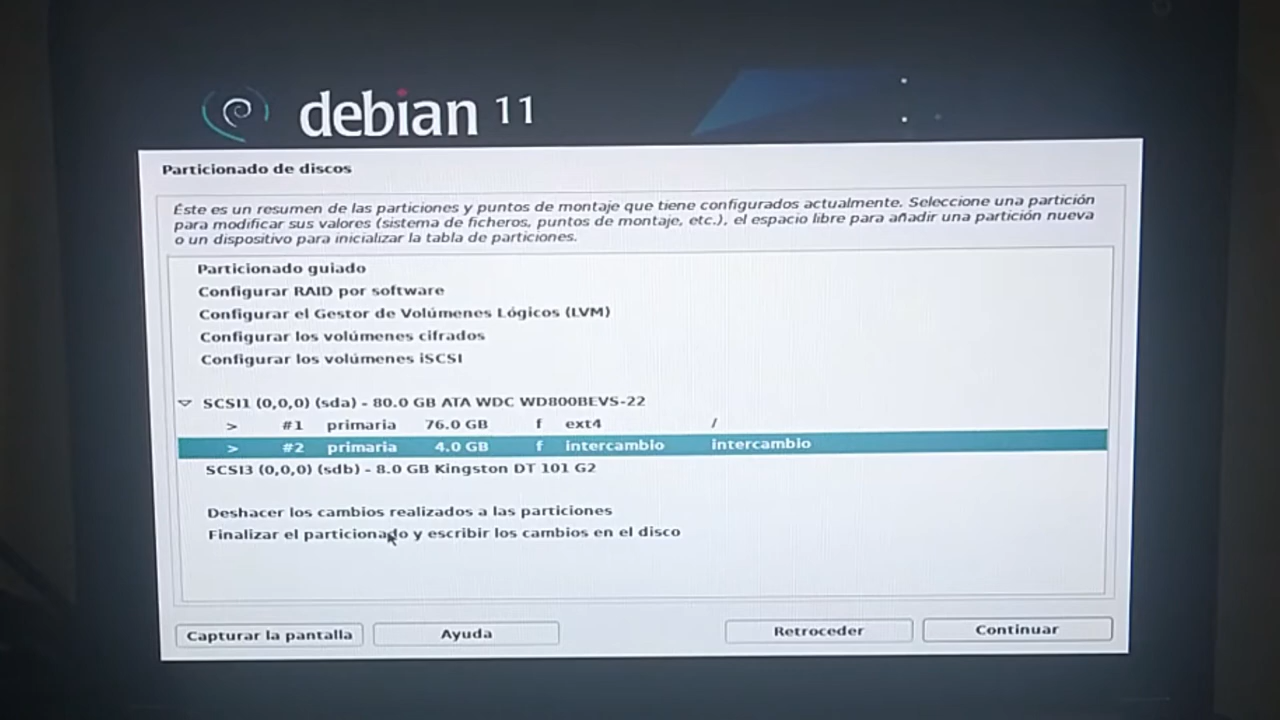 debian 11
Particionado de discos
Éste es un resumen de las particiones y puntos de montaje que tiene configurados actualmente. Seleccione una partición
para modificar sus valores (sistema de ficheros, puntos de montaje, etc.), el espacio libre para añadir una partición nueva
o un dispositivo para inicializar la tabla de particiones.
Particionado guiado
Configurar RAID por software
Configurar el Gestor de Volúmenes Lógicos (LVM)
Configurar los volúmenes cifrados
Configurar los volúmenes iSCSI
SCSI1 (0,0,0) (sda) - 80.0 GB ATA WDC WD800BEVS-22
> #1 primaria 76.0 GB f ext4 /
> #2 primaria 4.0 GB f intercambio intercambio
SCSI3 (0,0,0) (sdb) - 8.0 GB Kingston DT 101 G2
Deshacer los cambios realizados a las particiones
Finalizar el particionado y escribir los cambios en el disco
Capturar la pantalla Ayuda Retroceder Continuar